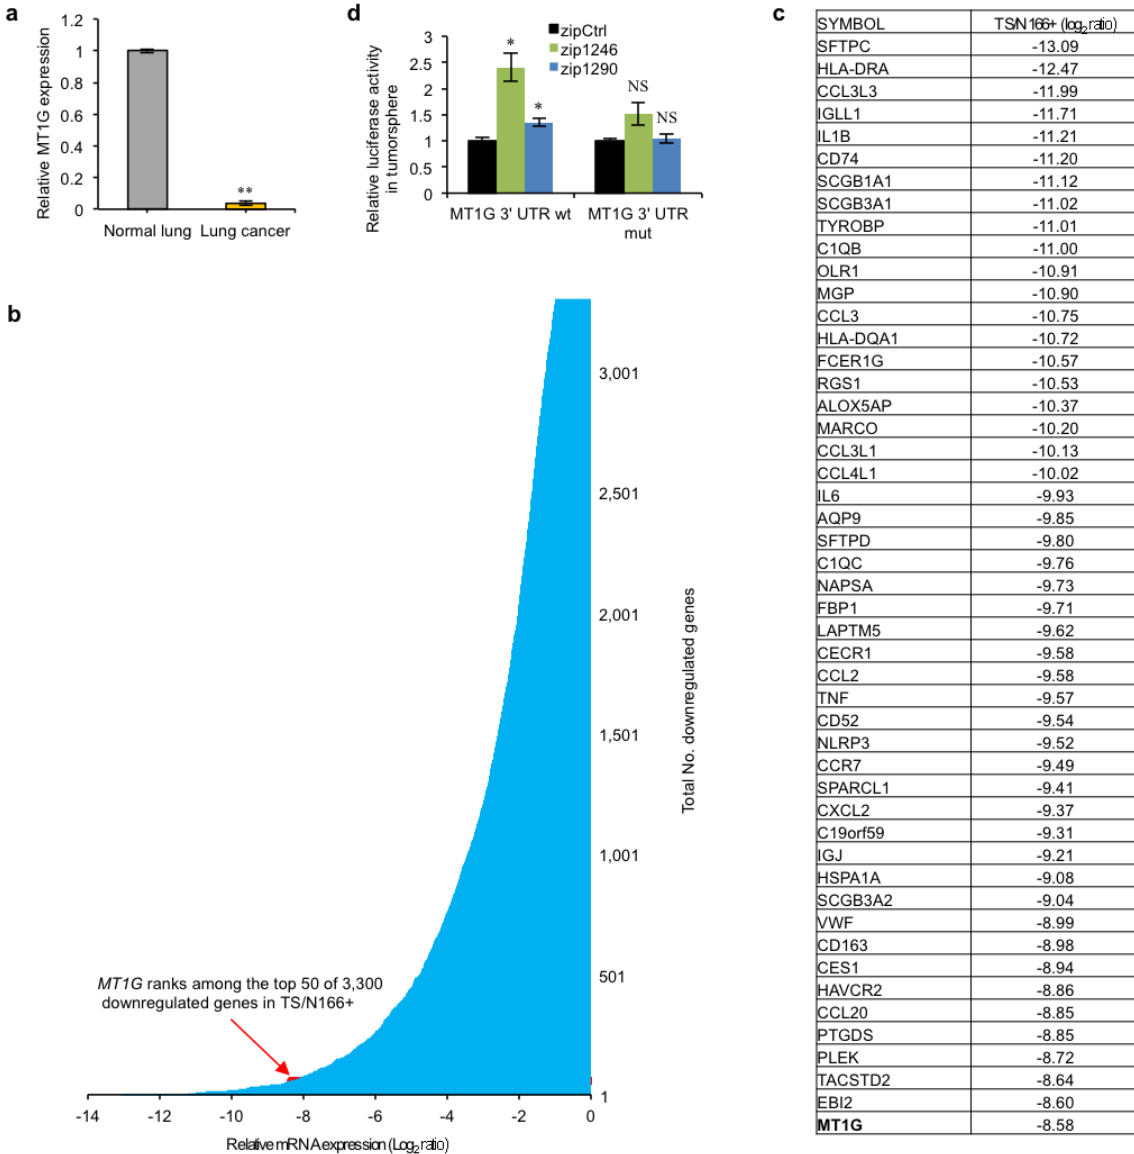 a
1.2
1
0.8
0.6
0.4
0.2
0
Relative MT1G expression
**
Normal lung Lung cancer
d
3
2.5
2
1.5
1
0.5
0
Relative luciferase activity
in tumorsphere
zipCtrl
zip1246
zip1290
*
*
NS
NS
MT1G 3' UTR wt
MT1G 3' UTR
mut
b
3,001
2,501
2,001
1,501
1,001
501
1
Total No. downregulated genes
MT1G ranks among the top 50 of 3,300
downregulated genes in TS/N166+
-14 -12 -10 -8 -6 -4 -2 0
Relative mRNA expression (Log2 ratio)
c
SYMBOL TS/N166+ (log2 ratio)
SFTPC -13.09
HLA-DRA -12.47
CCL3L3 -11.99
IGLL1 -11.71
IL1B -11.21
CD74 -11.20
SCGB1A1 -11.12
SCGB3A1 -11.02
TYROBP -11.01
C1QB -11.00
OLR1 -10.91
MGP -10.90
CCL3 -10.75
HLA-DQA1 -10.72
FCER1G -10.57
RGS1 -10.53
ALOX5AP -10.37
MARCO -10.20
CCL3L1 -10.13
CCL4L1 -10.02
IL6 -9.93
AQP9 -9.85
SFTPD -9.80
C1QC -9.76
NAPSA -9.73
FBP1 -9.71
LAPTM5 -9.62
CECR1 -9.58
CCL2 -9.58
TNF -9.57
CD52 -9.54
NLRP3 -9.52
CCR7 -9.49
SPARCL1 -9.41
CXCL2 -9.37
C19orf59 -9.31
IGJ -9.21
HSPA1A -9.08
SCGB3A2 -9.04
VWF -8.99
CD163 -8.98
CES1 -8.94
HAVCR2 -8.86
CCL20 -8.85
PTGDS -8.85
PLEK -8.72
TACSTD2 -8.64
EBI2 -8.60
MT1G -8.58